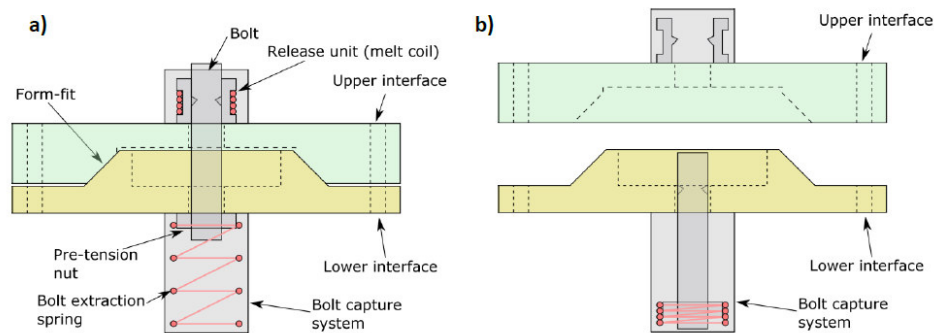 a)
Bolt
Release unit (melt coil)
Upper interface
Form-fit
Pre-tension
nut
Lower interface
Bolt extraction
spring
Bolt capture
system
b)
Upper interface
Lower interface
Bolt capture
system